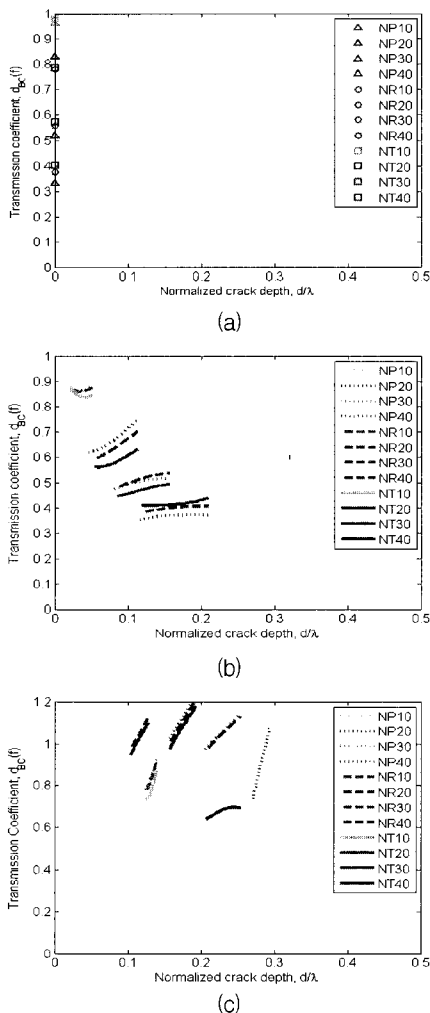 Transmission coefficient, d_BC(f)
1
0.9
0.8
0.7
0.6
0.5
0.4
0.3
0.2
0.1
0
0
0.1
0.2
0.3
0.4
0.5
Normalized crack depth, d/λ
NP10
NP20
NP30
NP40
NR10
NR20
NR30
NR40
NT10
NT20
NT30
NT40
(a)
Transmission coefficient, d_BC(f)
1
0.9
0.8
0.7
0.6
0.5
0.4
0.3
0.2
0.1
0
0
0.1
0.2
0.3
0.4
0.5
Normalized crack depth, d/λ
NP10
NP20
NP30
NP40
NR10
NR20
NR30
NR40
NT10
NT20
NT30
NT40
(b)
Transmission Coefficient, d_BC(f)
1.2
1
0.8
0.6
0.4
0.2
0
0
0.1
0.2
0.3
0.4
0.5
Normalized crack depth, d/λ
NP10
NP20
NP30
NP40
NR10
NR20
NR30
NR40
NT10
NT20
NT30
NT40
(c)